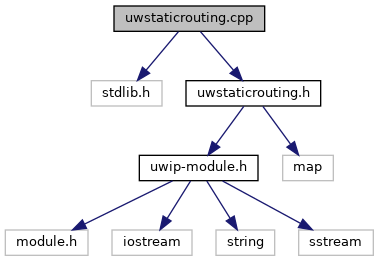 uwstaticrouting.cpp
stdlib.h
uwstaticrouting.h
uwip-module.h
map
module.h
iostream
string
sstream